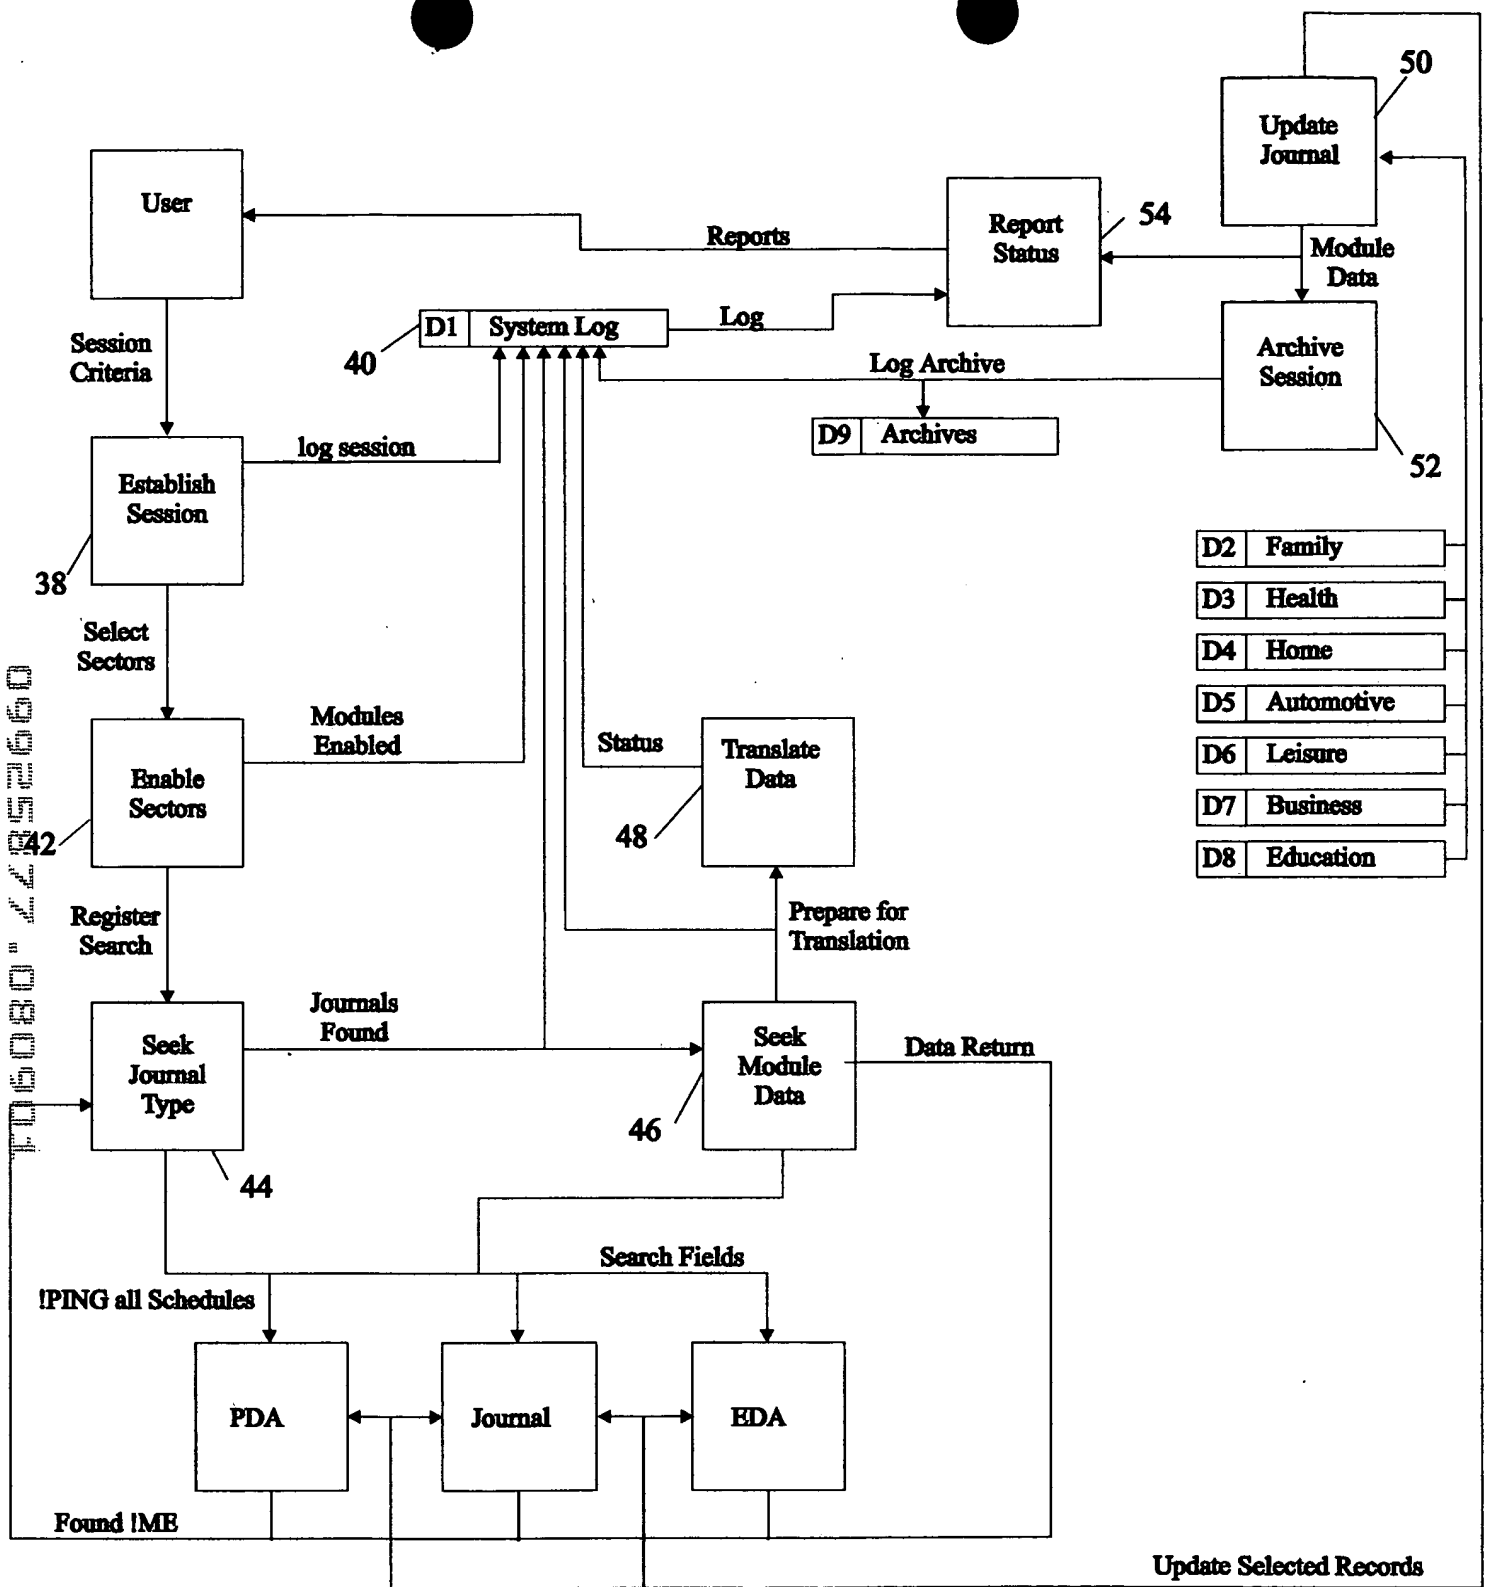 50
Update
Journal
User
Report
Status
54
Reports
Module
Data
D1 System Log
Log
40
Session
Criteria
Log Archive
Archive
Session
D9 Archives
52
log session
Establish
Session
38
D2 Family
D3 Health
D4 Home
D5 Automotive
D6 Leisure
D7 Business
D8 Education
Select
Sectors
Modules
Enabled
Status
Translate
Data
Enable
Sectors
42
48
Register
Search
Prepare for
Translation
Journals
Found
Seek
Journal
Type
Seek
Module
Data
Data Return
46
44
Search Fields
!PING all Schedules
PDA
Journal
EDA
Found !ME
Update Selected Records